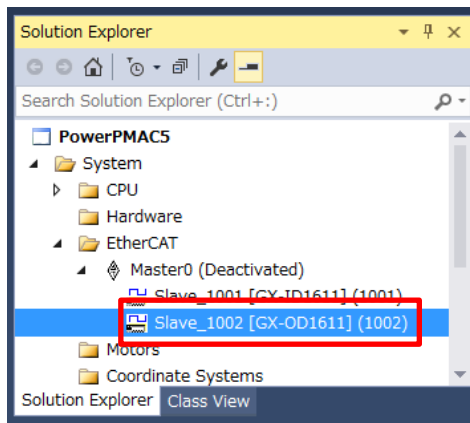 Solution Explorer
Search Solution Explorer (Ctrl+:)
PowerPMAC5
System
CPU
Hardware
EtherCAT
Master0 (Deactivated)
Slave_1001 [GX-ID1611] (1001)
Slave_1002 [GX-OD1611] (1002)
Motors
Coordinate Systems
Solution Explorer Class View